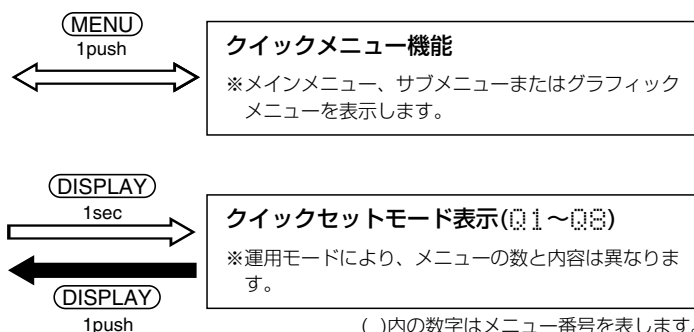 MENU
1push
クイックメニュー機能
※メインメニュー、サブメニューまたはグラフィック
メニューを表示します。
DISPLAY
1sec
クイックセットモード表示(Q1～Q8)
※運用モードにより、メニューの数と内容は異なりま
す。
DISPLAY
1push
( )内の数字はメニュー番号を表します。